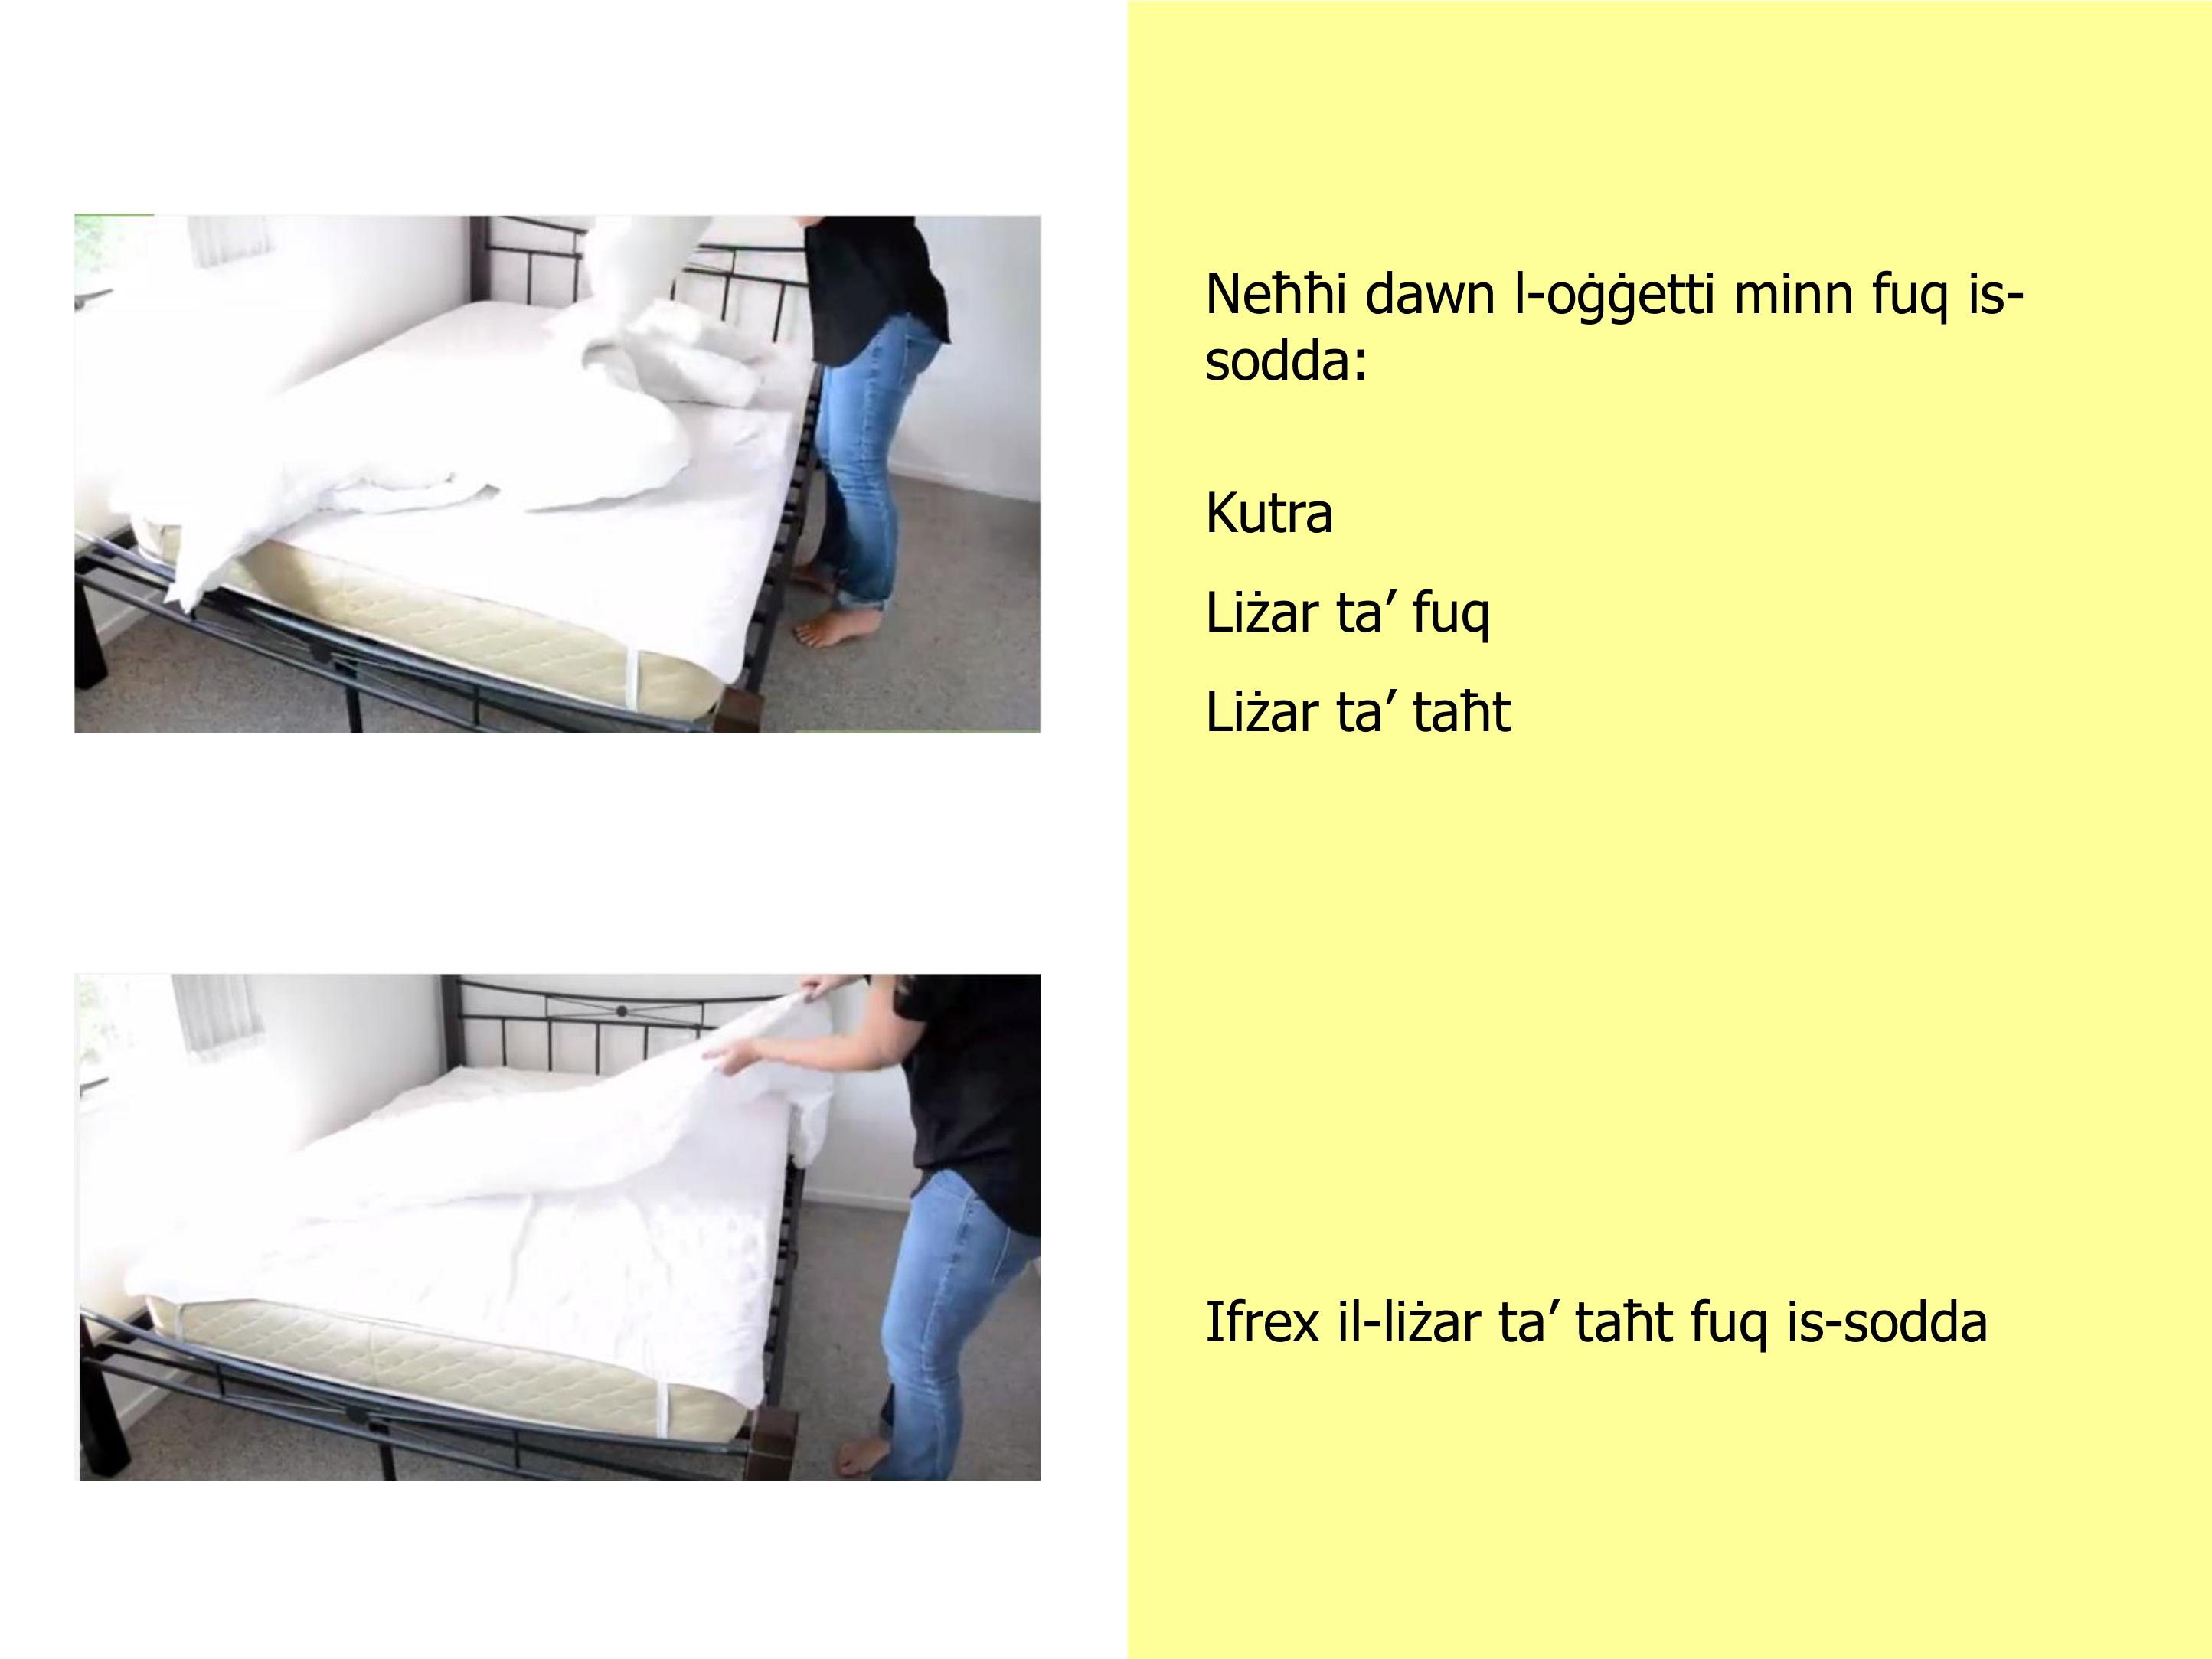 Neħħi dawn l-oġġetti minn fuq is-
sodda:
Kutra
Liżar ta’ fuq
Liżar ta’ taħt
Ifrex il-liżar ta’ taħt fuq is-sodda